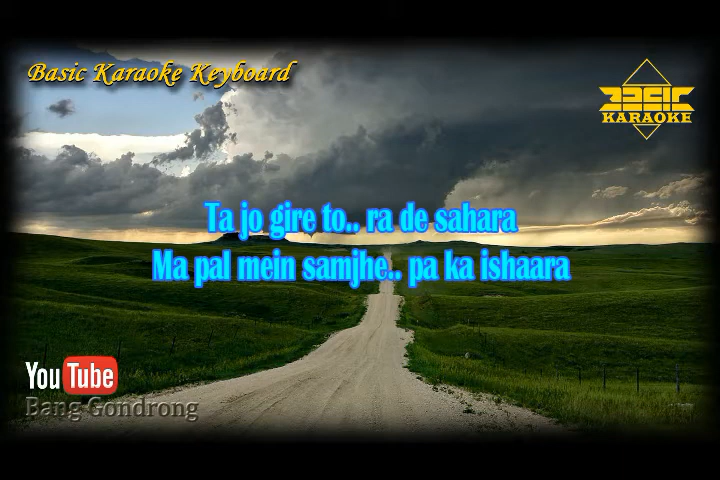 Basic Karaoke Keyboard
BASIC
KARAOKE
Ta jo gire to.. ra de sahara
Ma pal mein samjhe.. pa ka ishaara
YouTube
Bang Gondrong